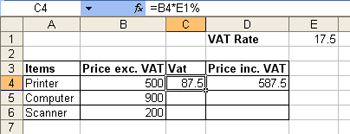 C4 fx =B4*E1%
A B C D E
1 VAT Rate 17.5
2
3 Items Price exc. VAT Vat Price inc. VAT
4 Printer 500 87.5 587.5
5 Computer 900
6 Scanner 200
7